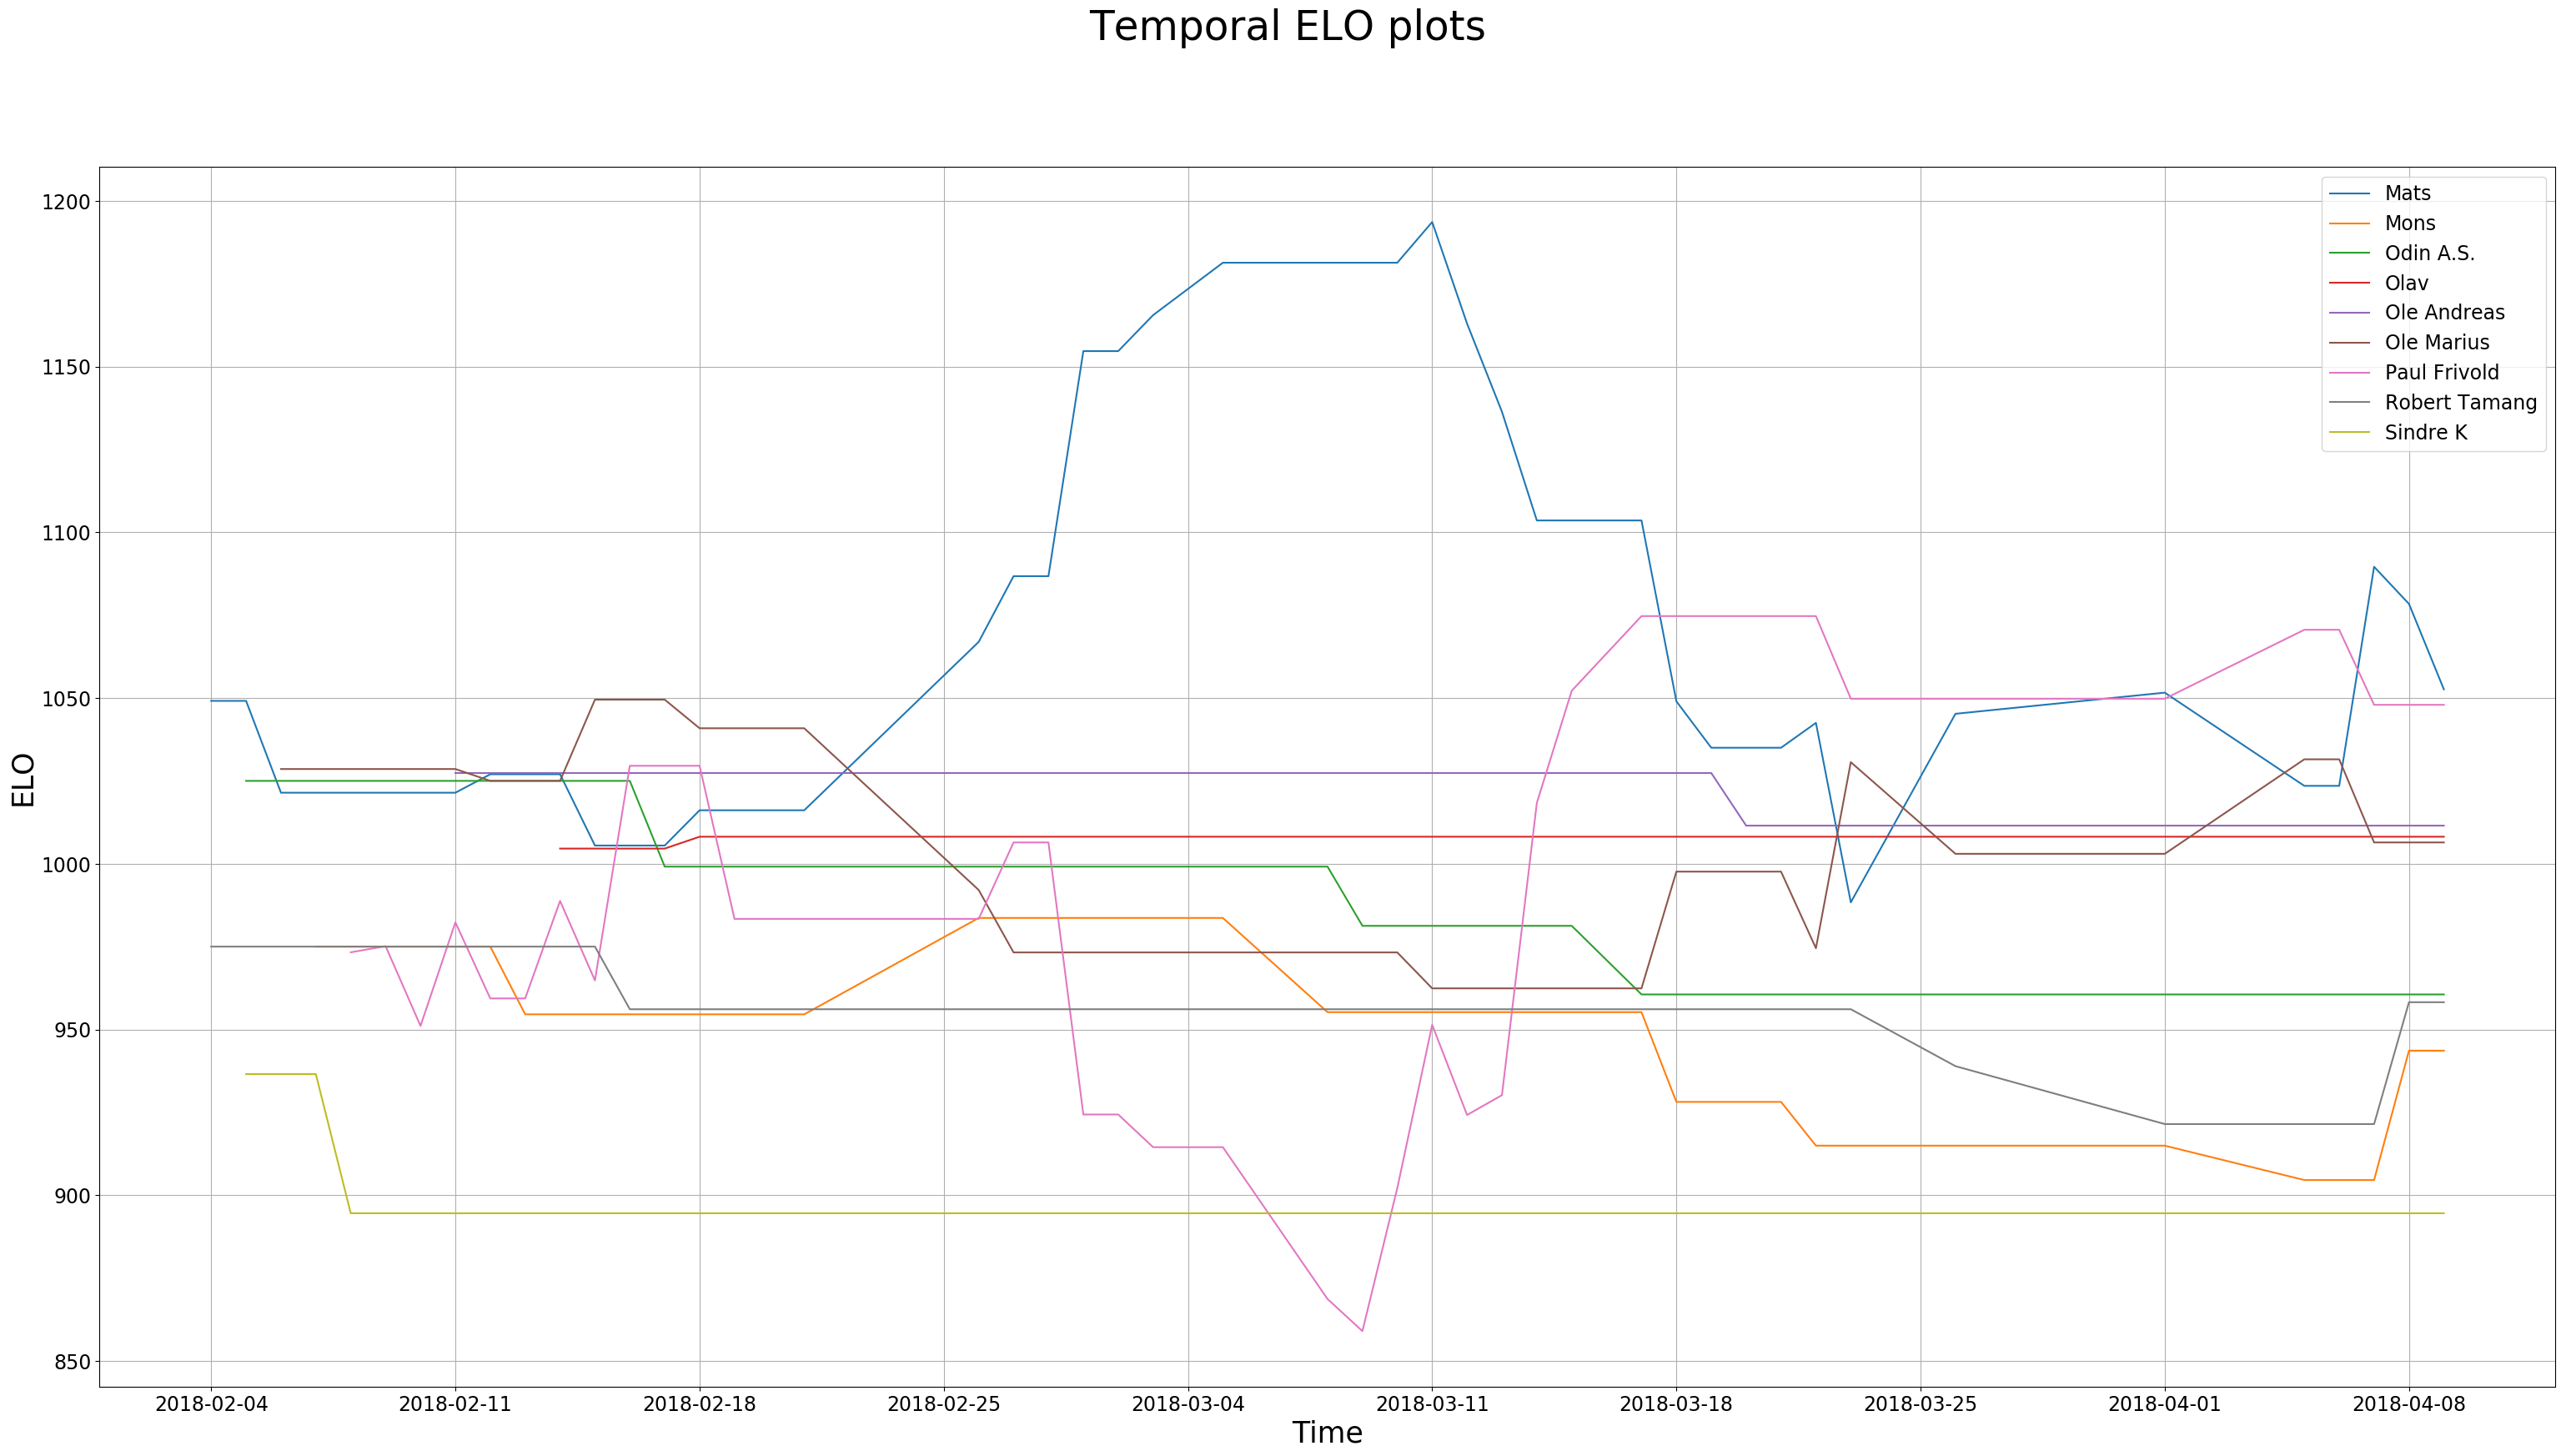 Temporal ELO plots
1200
1150
1100
1050
1000
950
900
850
ELO
Mats
Mons
Odin A.S.
Olav
Ole Andreas
Ole Marius
Paul Frivold
Robert Tamang
Sindre K
2018-02-04 2018-02-11 2018-02-18 2018-02-25 2018-03-04 2018-03-11 2018-03-18 2018-03-25 2018-04-01 2018-04-08
Time